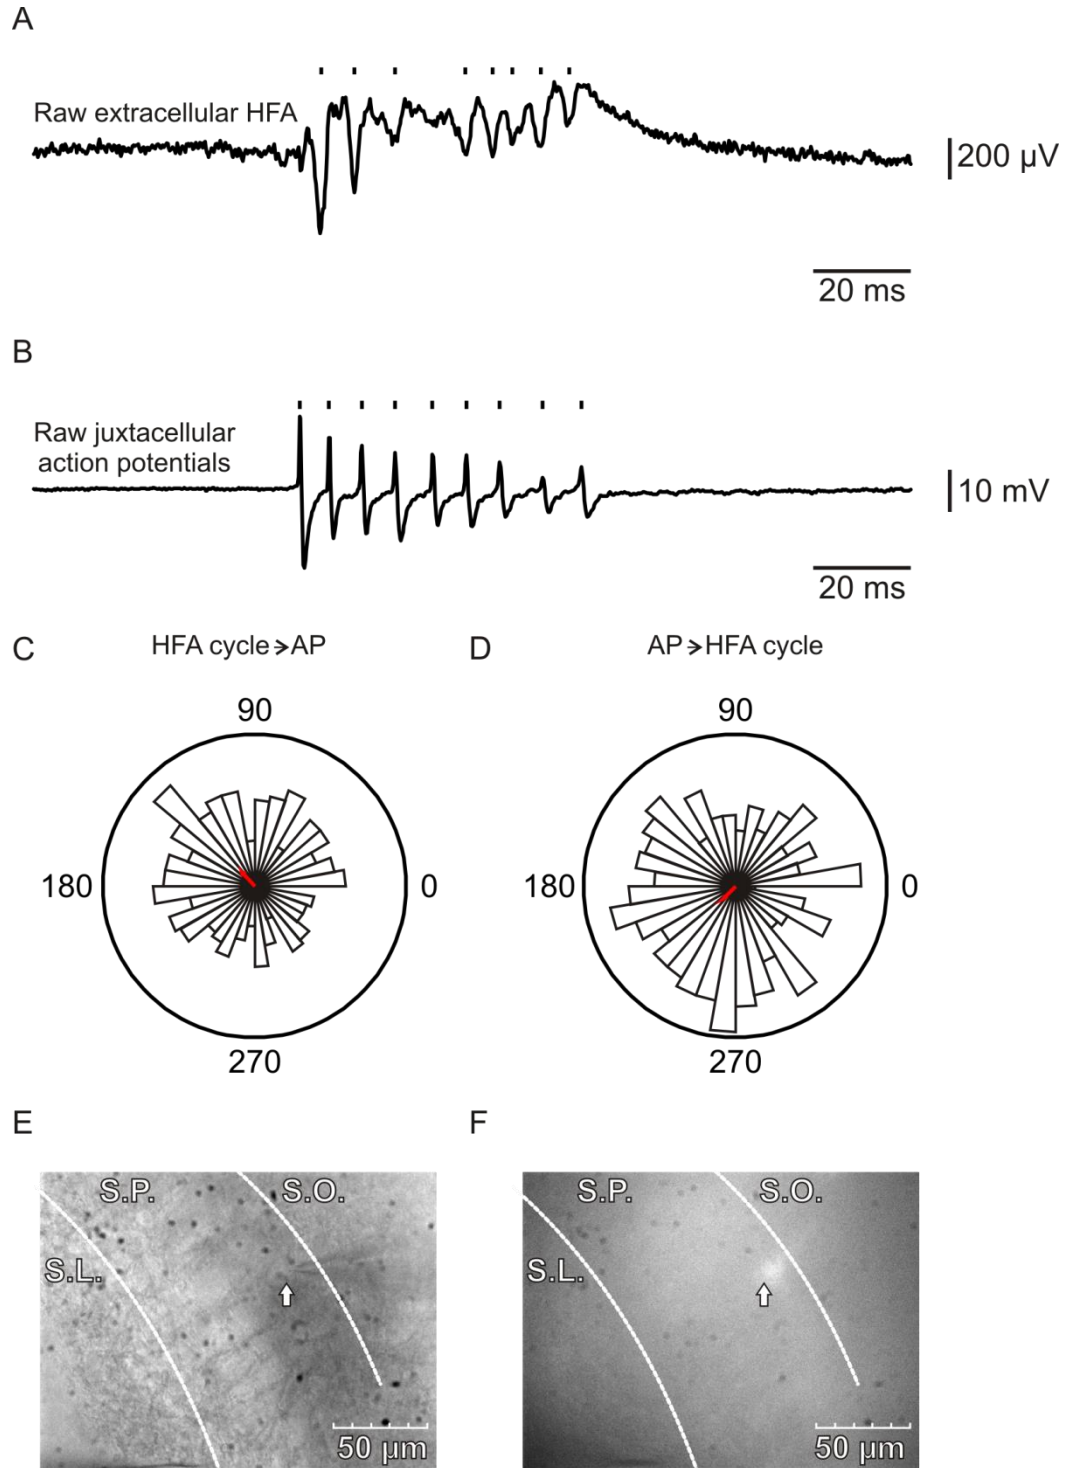 A
Raw extracellular HFA
200 µV
20 ms
B
Raw juxtacellular
action potentials
10 mV
20 ms
C
HFA cycle➔AP
90
180
0
270
D
AP➔HFA cycle
90
180
0
270
E
S.P.
S.O.
S.L.
50 µm
F
S.P.
S.O.
S.L.
50 µm